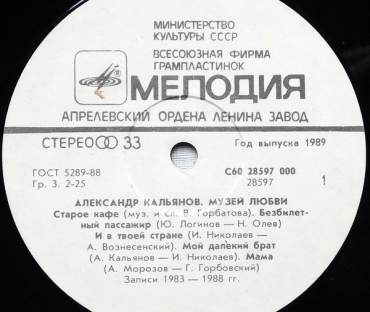 МИНИСТЕРСТВО
КУЛЬТУРЫ СССР
ВСЕСОЮЗНАЯ ФИРМА
ГРАМПЛАСТИНОК
МЕЛОДИЯ
АПРЕЛЕВСКИЙ ОРДЕНА ЛЕНИНА ЗАВОД
СТЕРЕО 33
Год выпуска 1989
ГОСТ 5289-88
С60 28597 000
Гр. 3. 2-25
28597
1
АЛЕКСАНДР КАЛЬЯНОВ. МУЗЕЙ ЛЮБВИ
Старое кафе (муз. и сл. В. Горбатова). Безбилет-
ный пассажир (Ю. Логинов — Н. Олев)
И в твоей стране (И. Николаев —
А. Вознесенский). Мой далекий брат
(А. Кальянов — И. Николаев). Мама
(А. Морозов — Г. Горбовский)
Записи 1983 — 1988 гг.